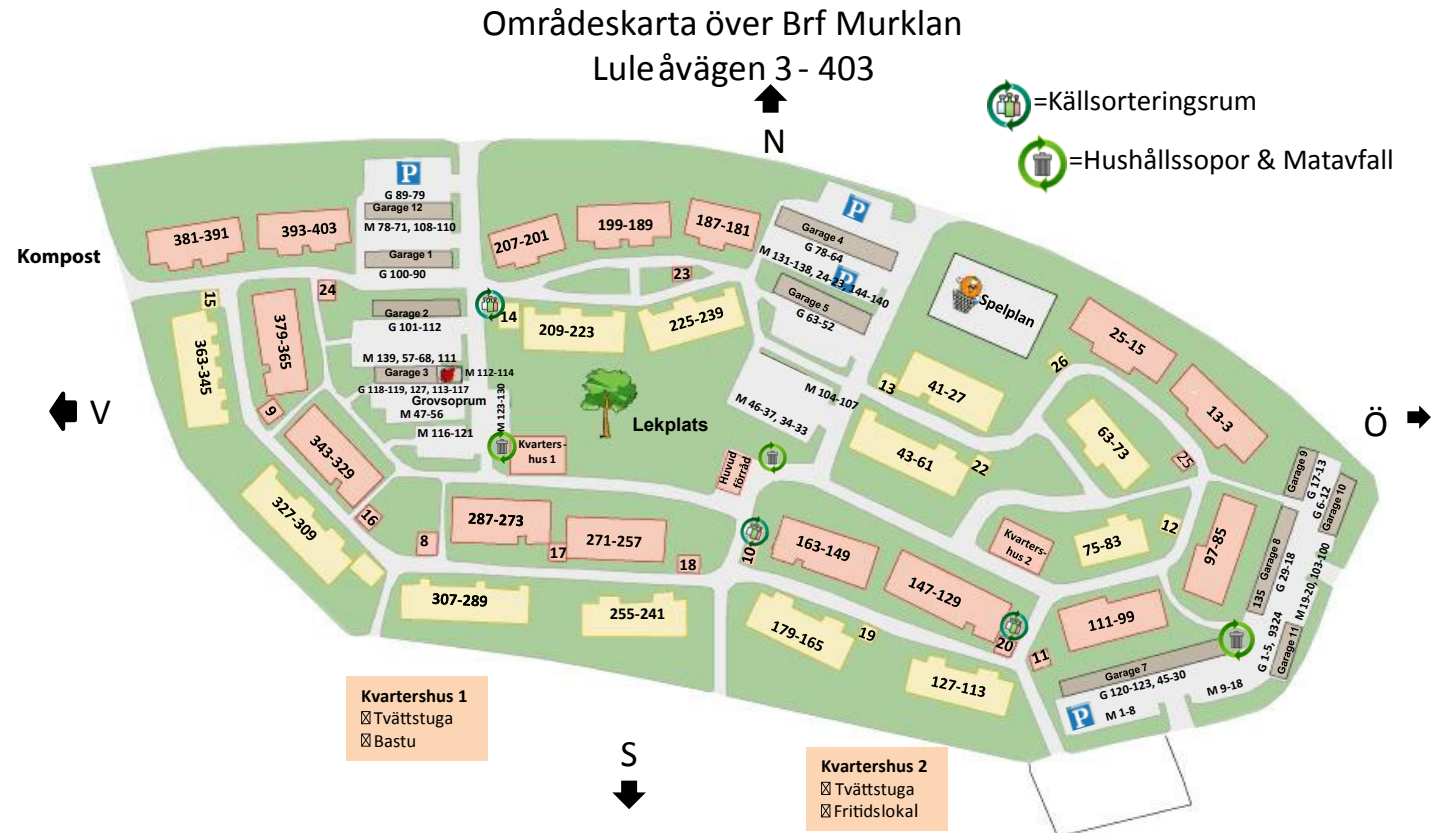 Områdeskarta över Brf Murklan
Luleåvägen 3 - 403
=Källsorteringsrum
=Hushållssopor & Matavfall
N
P
G 89-79
Garage 12
M 78-71, 108-110
Garage 1
G 100-90
381-391
393-403
207-201
199-189
187-181
P
Garage 4
G 78-64
M 131-138, 24-23, 144-140
P
Garage 5
G 63-52
Kompost
15
24
23
14
Garage 2
G 101-112
209-223
225-239
Spelplan
25-15
26
363-345
379-365
M 139, 57-68, 111
Garage 3
M 112-114
G 118-119, 127, 113-117
Grovsoprum
M 47-56
M 116-121
M 123-130
Lekplats
M 104-107
M 46-37, 34-33
13
41-27
13-3
V
Ö
9
343-329
Kvarters-
hus 1
Huvud
förråd
43-61
22
63-73
25
Garage 9
G 17-13
G 6-12
Garage 10
327-309
16
8
287-273
17
271-257
18
10
163-149
147-129
Kvarters-
hus 2
75-83
12
97-85
135
Garage 8
G 29-18
M 19-20, 103-100
307-289
255-241
179-165
19
20
11
111-99
G 1-5, 9324
Garage 11
127-113
Garage 7
G 120-123, 45-30
M 9-18
P
M 1-8
Kvartershus 1
Tvättstuga
Bastu
S
Kvartershus 2
Tvättstuga
Fritidslokal